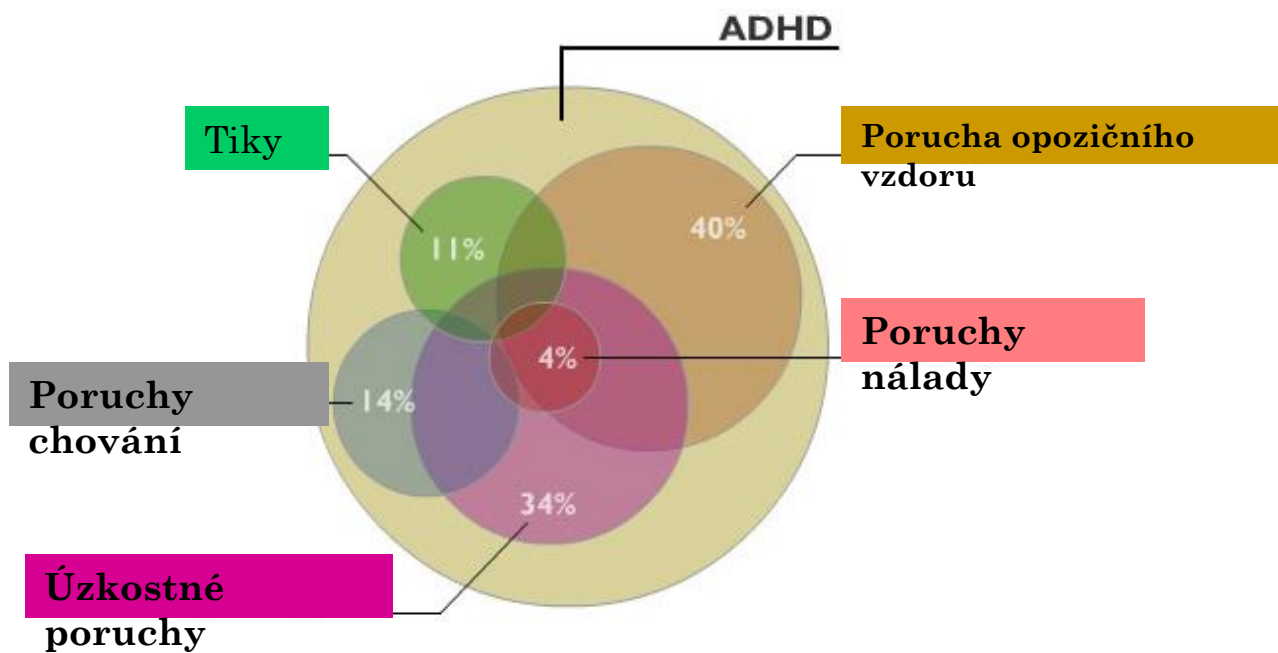 ADHD
Tiky
Porucha opozičního
vzdoru
40%
11%
Poruchy
nálady
4%
Poruchy
chování
14%
34%
Úzkostné
poruchy